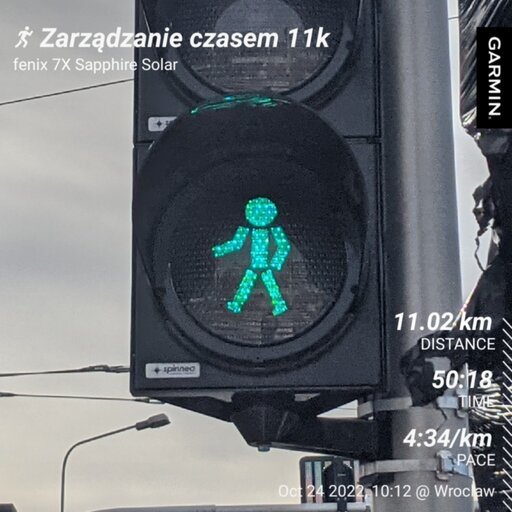 Zarządzanie czasem 11k
fenix 7X Sapphire Solar
GARMIN
spinnea
11.02/km
DISTANCE
50:18
TIME
4:34/km
PACE
Oct 24 2022, 10:12 @ Wroclaw